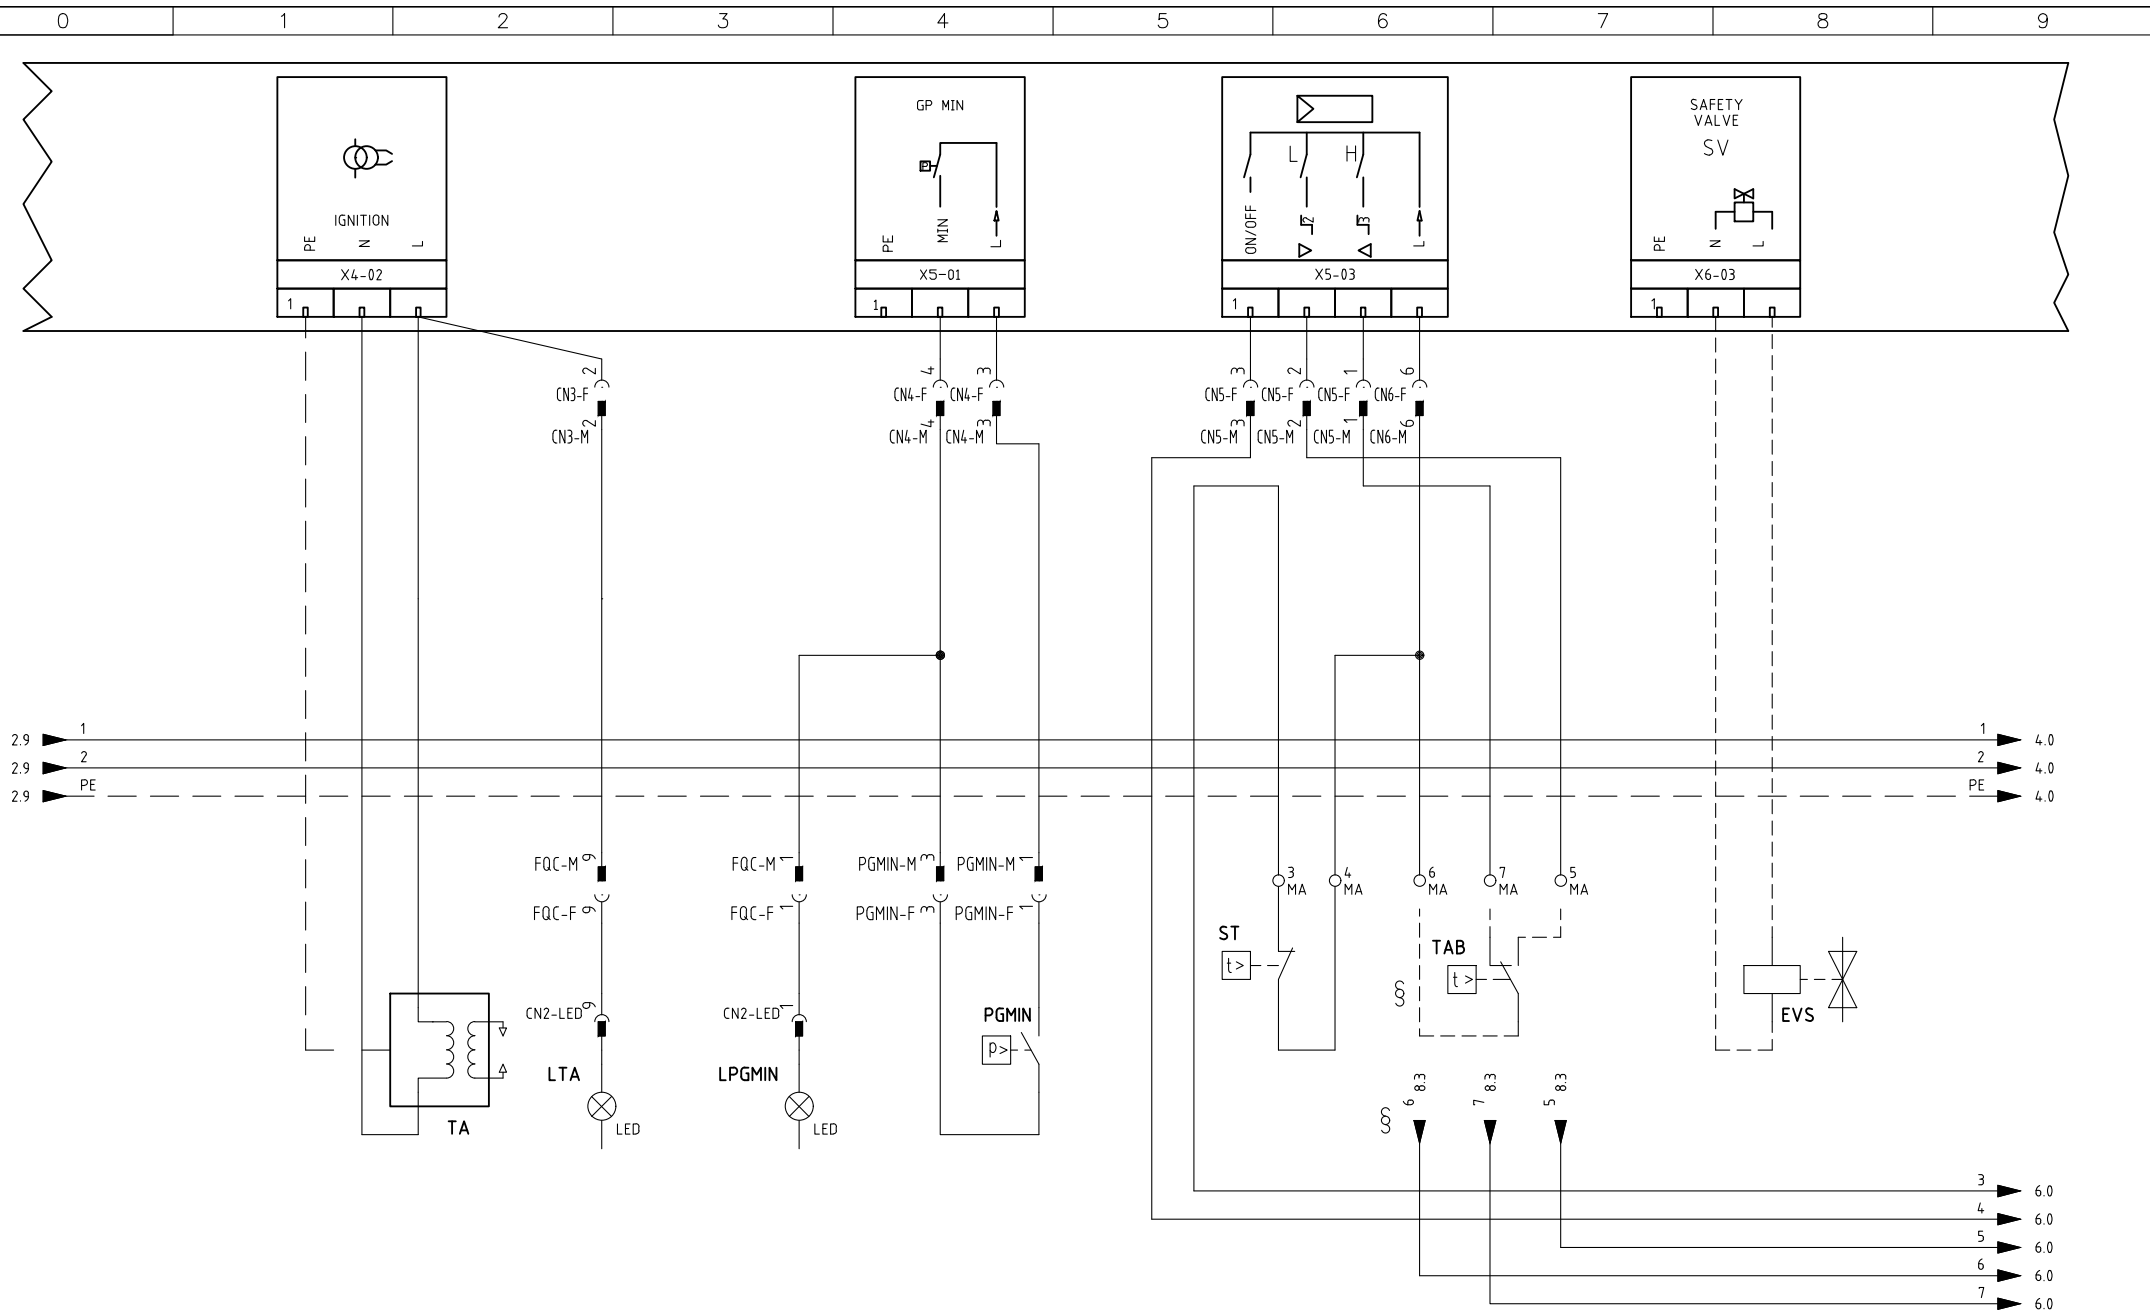 0 1 2 3 4 5 6 7 8 9
IGNITION
PE N L
X4-02
1
GP MIN
P
PE MIN L
X5-01
1
L H
ON/OFF 2 3 L
X5-03
1
SAFETY
VALVE
SV
PE N L
X6-03
1
2 4 3 3 2 1 6
CN3-F CN4-F CN4-F CN5-F CN5-F CN5-F CN6-F
2 4 3 3 2 1 6
CN3-M CN4-M CN4-M CN5-M CN5-M CN5-M CN6-M
2.9 1 1 4.0
2.9 2 2 4.0
2.9 PE PE 4.0
FQC-M 9 FQC-M 1 PGMIN-M 3 PGMIN-M 1
3 MA 4 MA 6 MA 7 MA 5 MA
FQC-F 9 FQC-F 1 PGMIN-F 3 PGMIN-F 1
ST
t>
TAB
t>
§
CN2-LED 9 CN2-LED 1
PGMIN
P>
EVS
LTA LPGMIN
LED LED
TA
8.3 8.3 8.3
§ 6 7 5
3 6.0
4 6.0
5 6.0
6 6.0
7 6.0